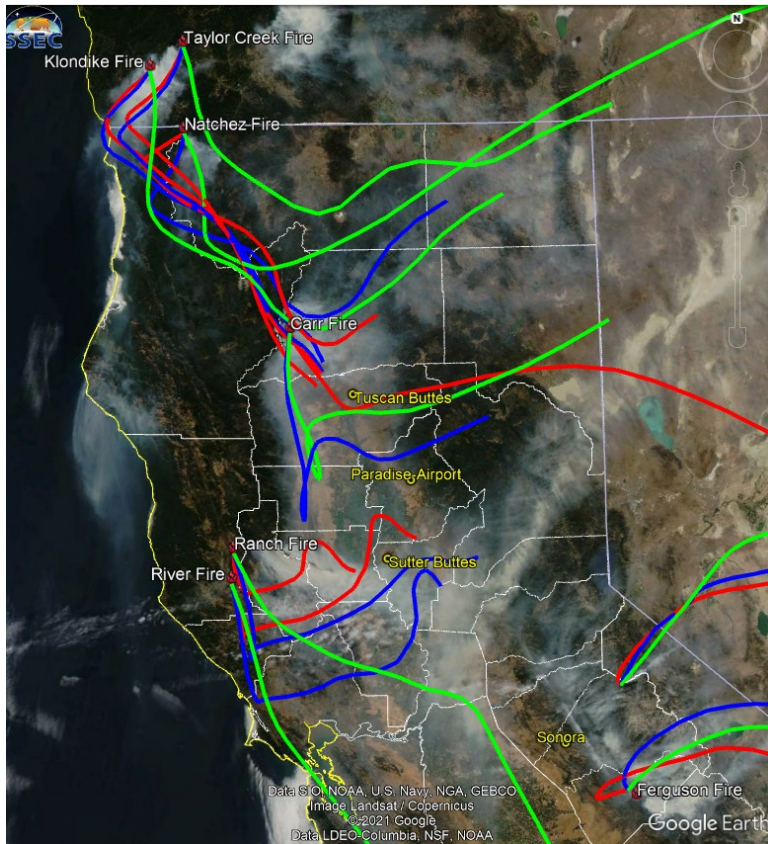 SSEC
Taylor Creek Fire
Klondike Fire
N
Natchez Fire
Carr Fire
Tuscan Buttes
Paradise Airport
Ranch Fire
Sutter Buttes
River Fire
Sonora
Ferguson Fire
Data SIO, NOAA, U.S. Navy, NGA, GEBCO
Image Landsat / Copernicus
© 2021 Google
Data LDEO-Columbia, NSF, NOAA
Google Earth